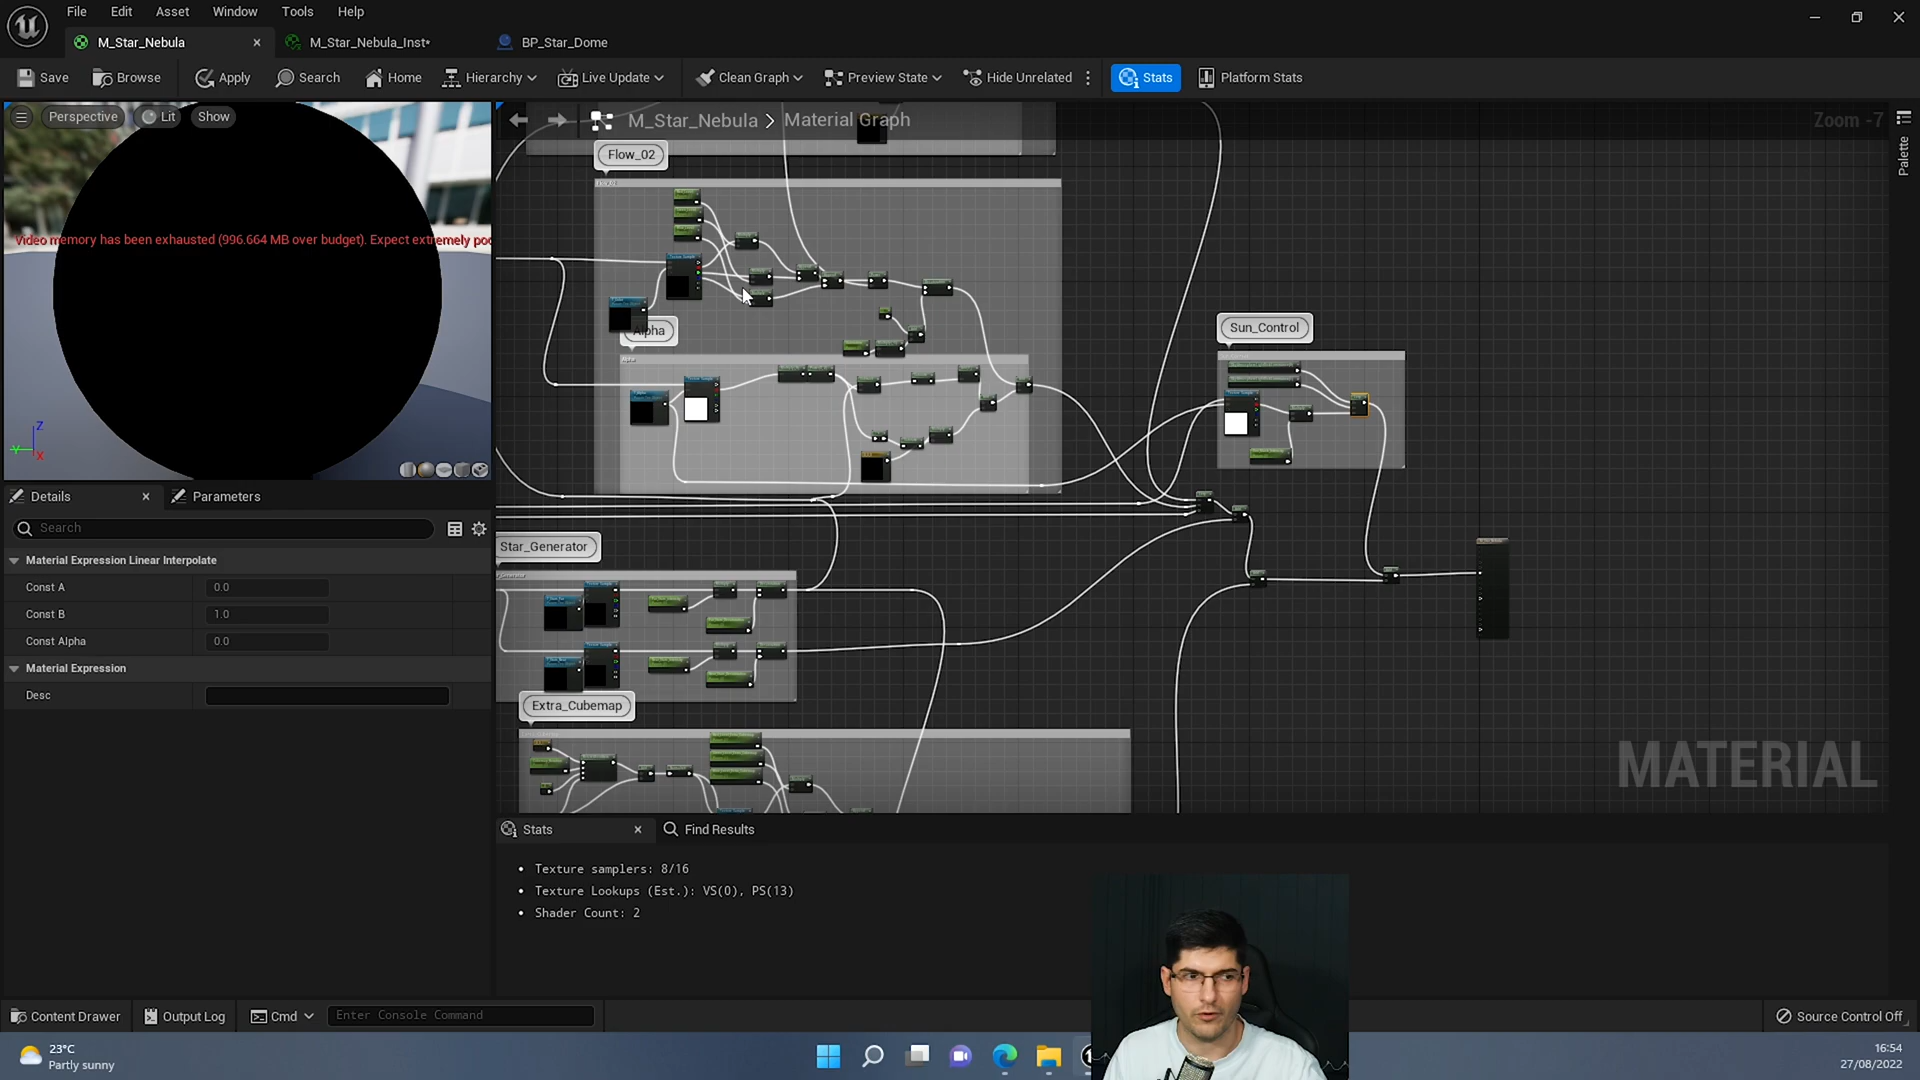 File Edit Asset Window Tools Help
M_Star_Nebula M_Star_Nebula_Inst* BP_Star_Dome
Save Browse Apply Search Home Hierarchy Live Update Clean Graph Preview State Hide Unrelated Stats Platform Stats
Perspective Lit Show
M_Star_Nebula > Material Graph
Zoom -7
Palette
Flow_02
Video memory has been exhausted (996.664 MB over budget). Expect extremely poo
Alpha
Sun_Control
Z
Y
X
Details Parameters
Search
Star_Generator
Material Expression Linear Interpolate
Const A 0.0
Const B 1.0
Const Alpha 0.0
Material Expression
Desc
Extra_Cubemap
MATERIAL
Stats Find Results
• Texture samplers: 8/16
• Texture Lookups (Est.): VS(0), PS(13)
• Shader Count: 2
Content Drawer Output Log Cmd Enter Console Command Source Control Off
23°C
Partly sunny
16:54
27/08/2022